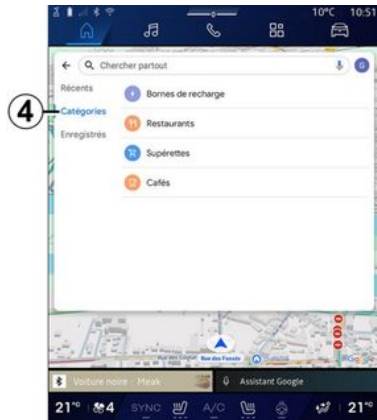 10°C 10:51
Chercher partout
G
Récents
Catégories
Enregistrés
Bornes de recharge
Restaurants
Supérettes
Cafés
4
Rue des Fossés
Voiture noire · Meak
Assistant Google
21°° 4 SYNC A/C 21°°